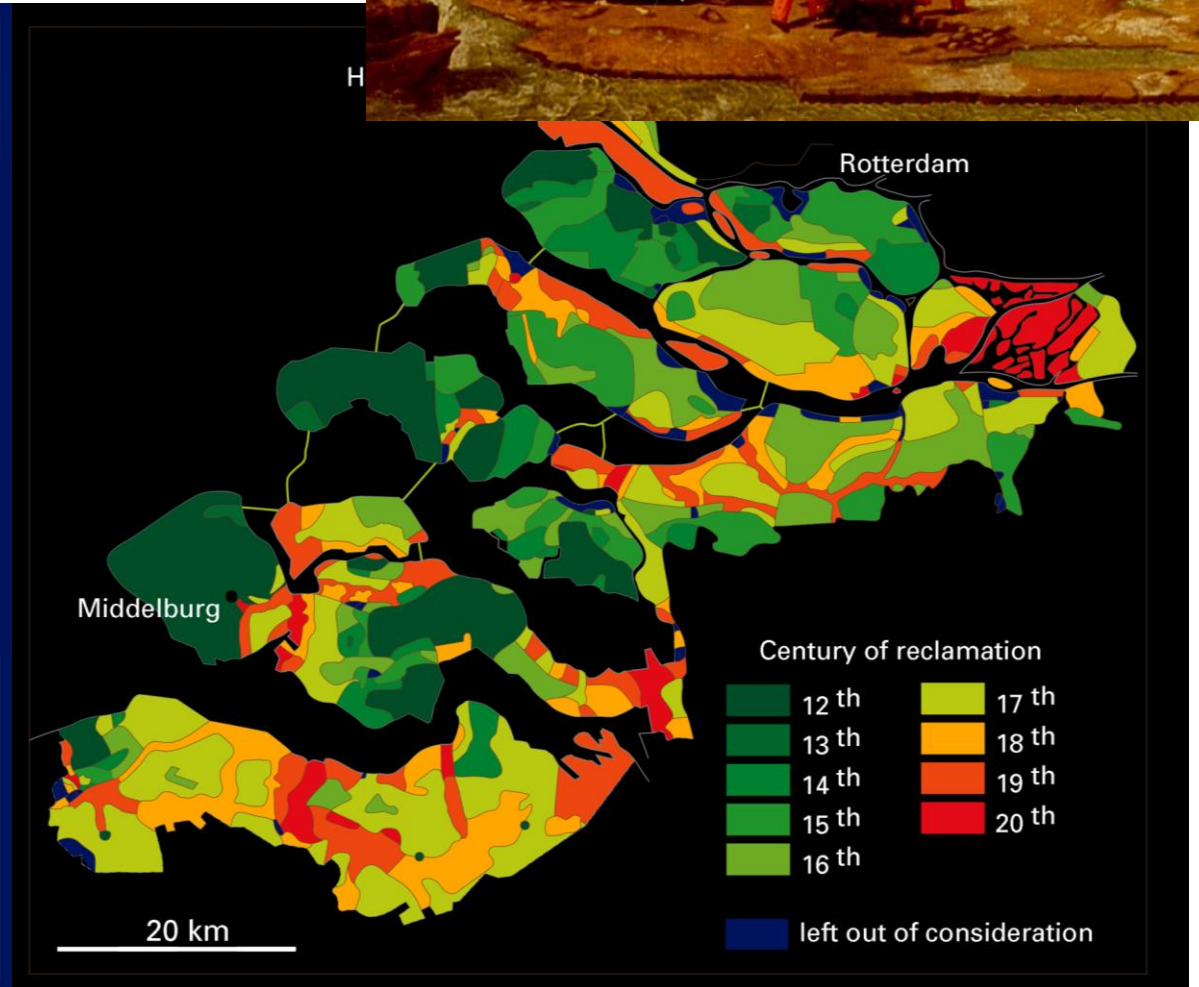 H
Rotterdam
Middelburg
Century of reclamation
12 th
13 th
14 th
15 th
16 th
17 th
18 th
19 th
20 th
left out of consideration
20 km